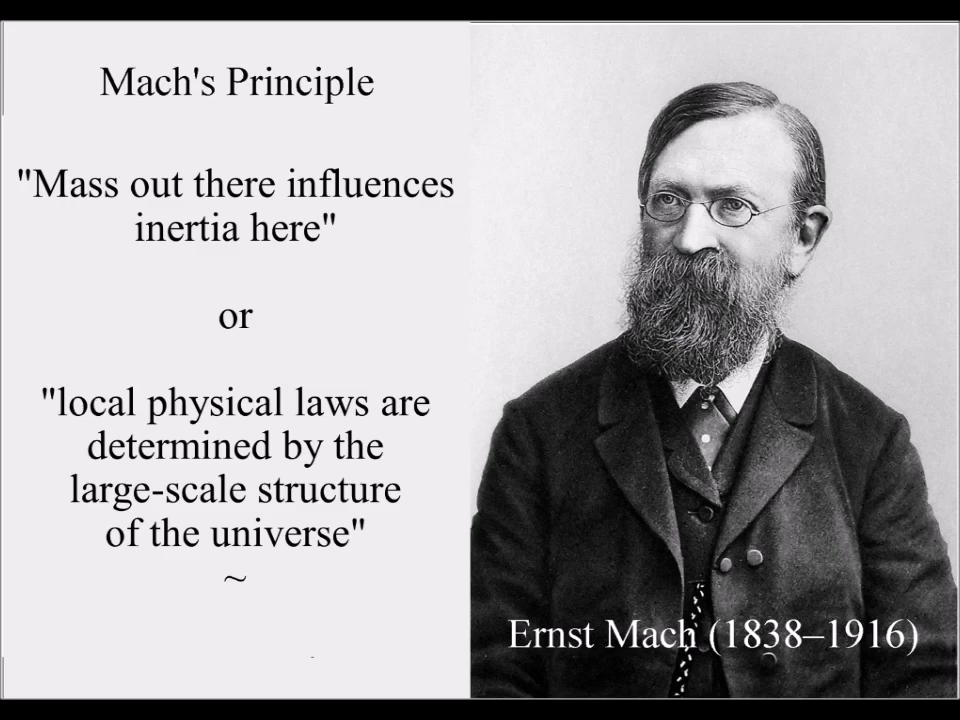 Mach's Principle
"Mass out there influences
inertia here"
or
"local physical laws are
determined by the
large-scale structure
of the universe"
~
Ernst Mach (1838–1916)